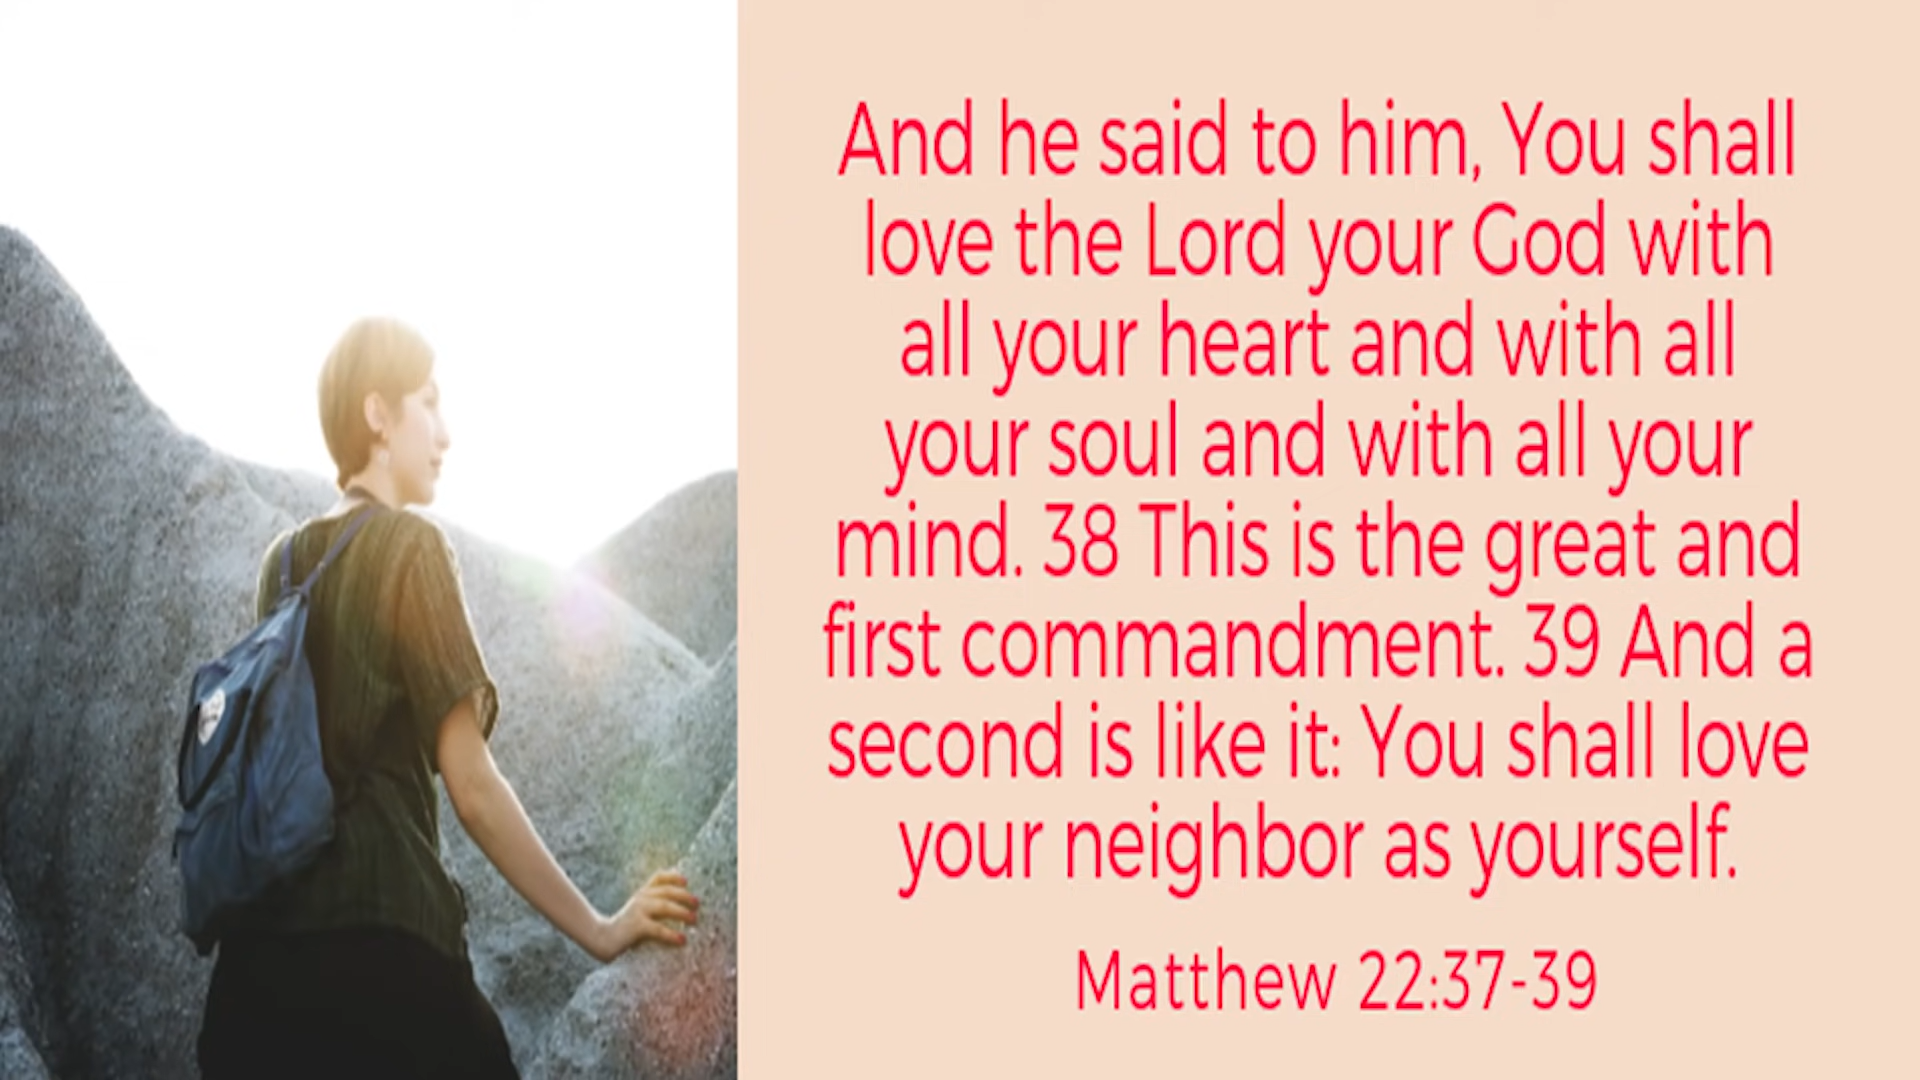 And he said to him, You shall
love the Lord your God with
all your heart and with all
your soul and with all your
mind. 38 This is the great and
first commandment. 39 And a
second is like it: You shall love
your neighbor as yourself.
Matthew 22:37-39